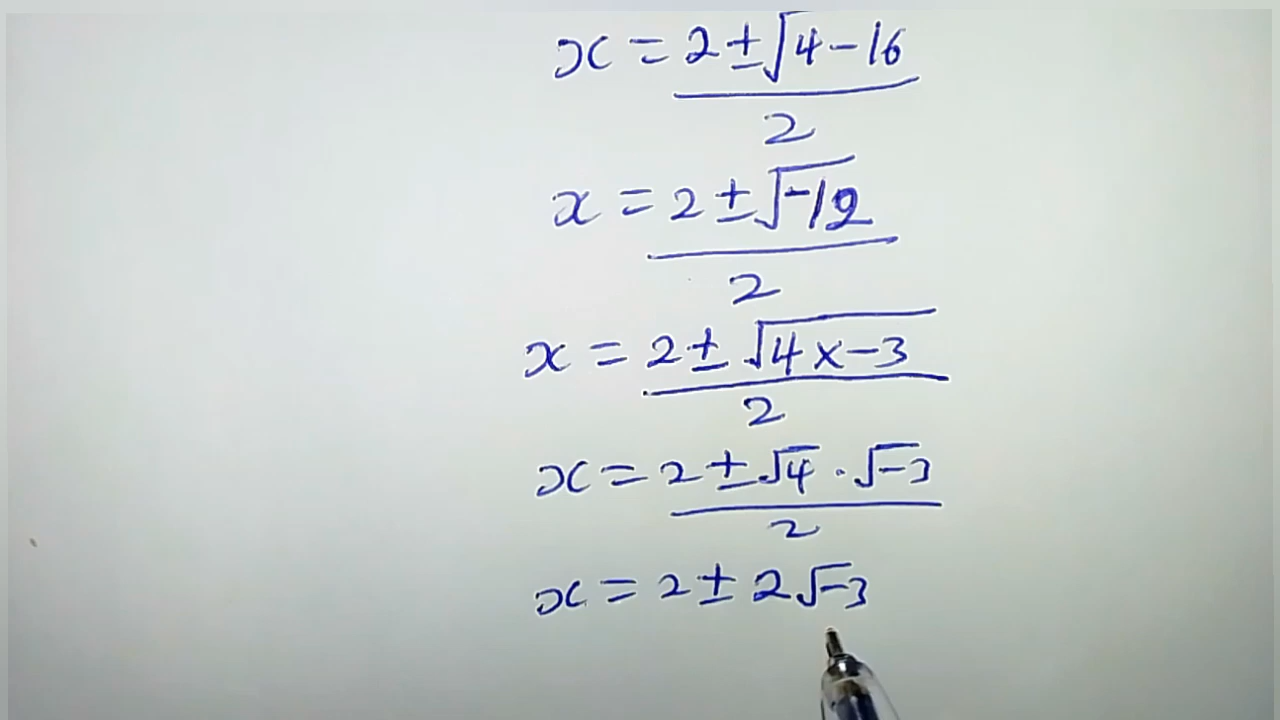 x = 2 ± √4 - 16
2
x = 2 ± √-12
2
x = 2 ± √4 x -3
2
x = 2 ± √4 · √-3
2
x = 2 ± 2√-3